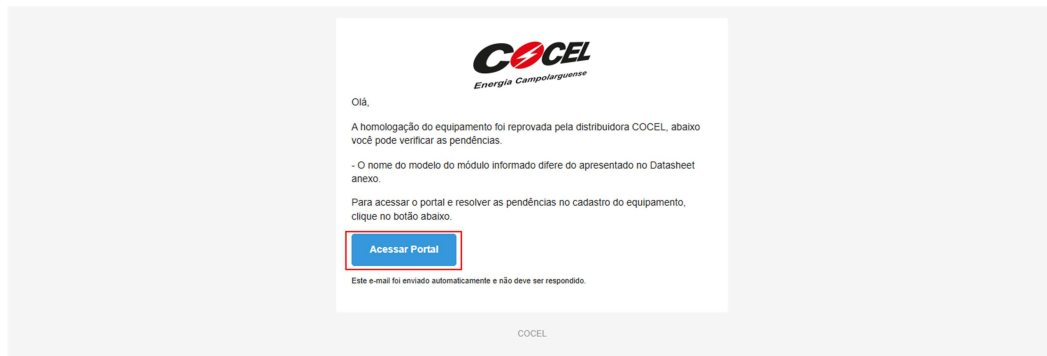 COCEL
Energia Campolarguense
Olá,
A homologação do equipamento foi reprovada pela distribuidora COCEL, abaixo
você pode verificar as pendências.
- O nome do modelo do módulo informado difere do apresentado no Datasheet
anexo.
Para acessar o portal e resolver as pendências no cadastro do equipamento,
clique no botão abaixo.
Acessar Portal
Este e-mail foi enviado automaticamente e não deve ser respondido.
COCEL